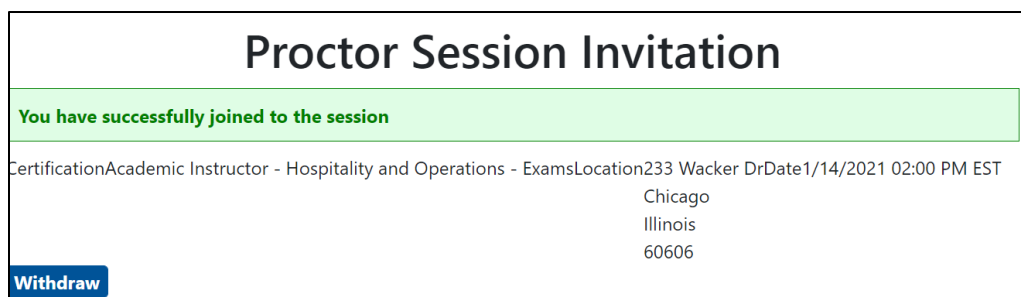 Proctor Session Invitation
You have successfully joined to the session
CertificationAcademic Instructor - Hospitality and Operations - ExamsLocation233 Wacker DrDate1/14/2021 02:00 PM EST
Chicago
Illinois
60606
Withdraw